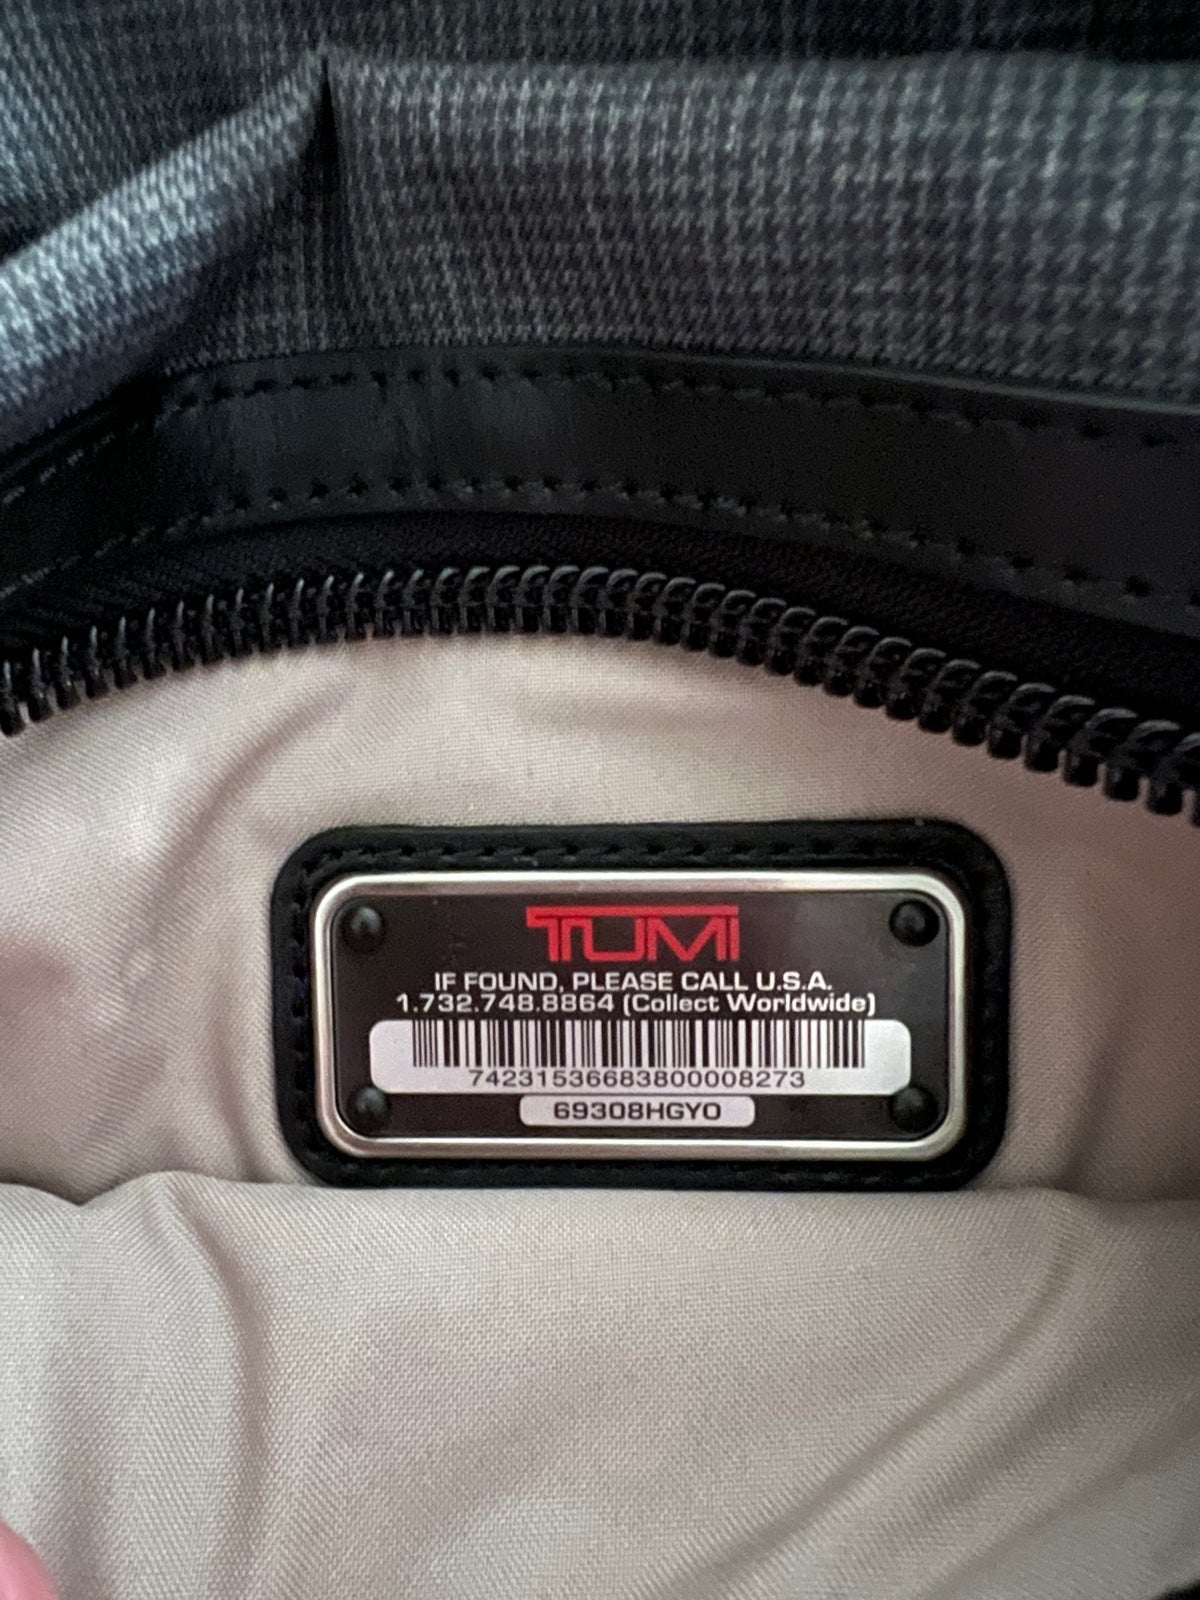 TUMI
IF FOUND, PLEASE CALL U.S.A.
1.732.748.8864 (Collect Worldwide)
74231536683800008273
69308HGYO